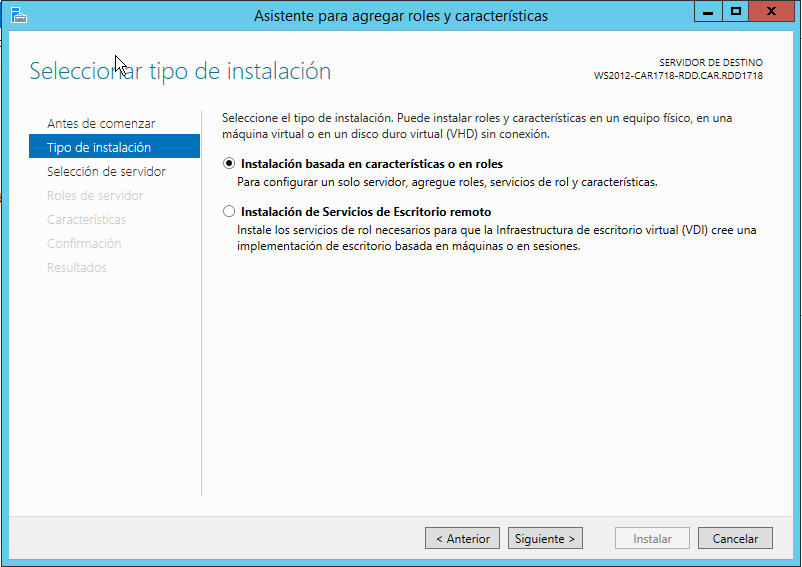 Asistente para agregar roles y características
Seleccionar tipo de instalación
SERVIDOR DE DESTINO
WS2012-CAR1718-RDD.CAR.RDD1718
Antes de comenzar
Tipo de instalación
Selección de servidor
Roles de servidor
Características
Confirmación
Resultados
Seleccione el tipo de instalación. Puede instalar roles y características en un equipo físico, en una
máquina virtual o en un disco duro virtual (VHD) sin conexión.
Instalación basada en características o en roles
Para configurar un solo servidor, agregue roles, servicios de rol y características.
Instalación de Servicios de Escritorio remoto
Instale los servicios de rol necesarios para que la Infraestructura de escritorio virtual (VDI) cree una
implementación de escritorio basada en máquinas o en sesiones.
< Anterior
Siguiente >
Instalar
Cancelar